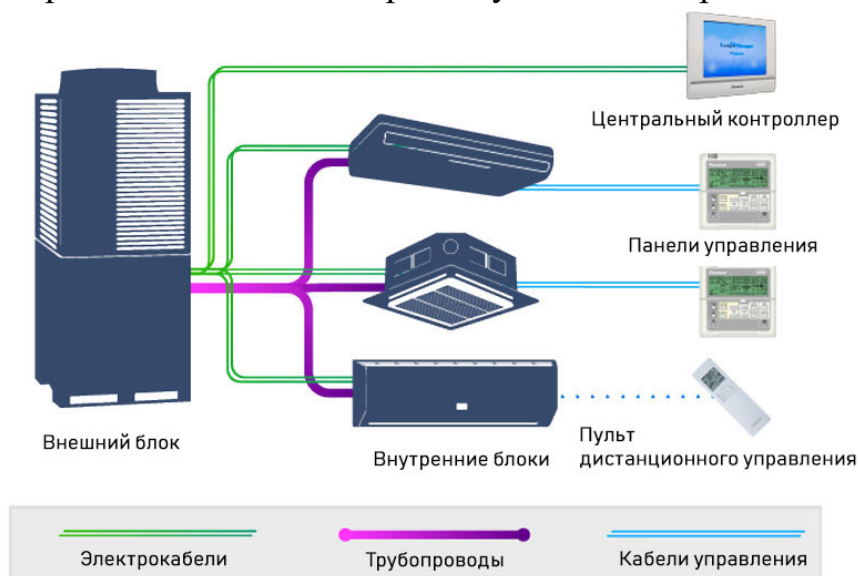 Центральный контроллер
Панели управления
Внешний блок
Внутренние блоки
Пульт
дистанционного управления
Электрокабели
Трубопроводы
Кабели управления